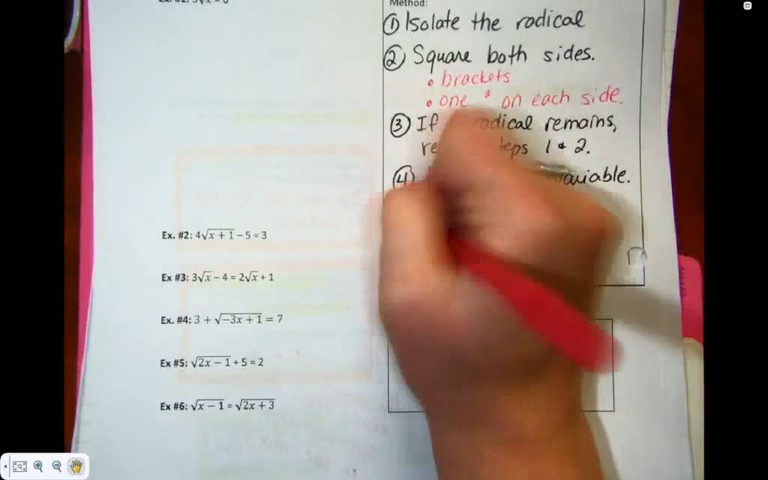 Method:
① Isolate the radical
② Square both sides.
• brackets
• one ² on each side.
③ If radical remains,
1 & 2.
④ variable.
Ex. #2: 4√x + 1 − 5 = 3
Ex #3: 3√x − 4 = 2√x + 1
Ex. #4: 3 + √−3x + 1 = 7
Ex #5: √2x − 1 + 5 = 2
Ex #6: √x − 1 = √2x + 3